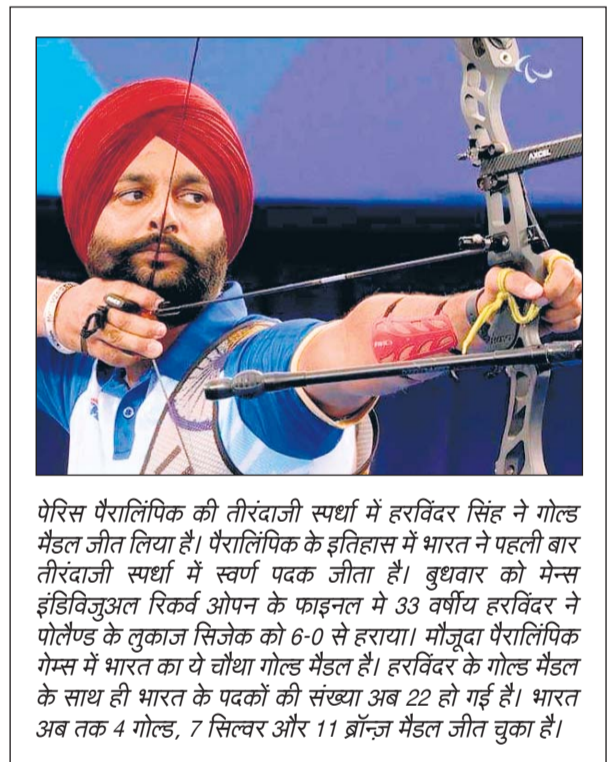 AXCEL
पेरिस पैरालिंपिक की तीरंदाजी स्पर्धा में हरविंदर सिंह ने गोल्ड
मैडल जीत लिया है। पैरालिंपिक के इतिहास में भारत ने पहली बार
तीरंदाजी स्पर्धा में स्वर्ण पदक जीता है। बुधवार को मेन्स
इंडिविजुअल रिकर्व ओपन के फाइनल मे 33 वर्षीय हरविंदर ने
पोलैण्ड के लुकाज सिजेक को 6-0 से हराया। मौजूदा पैरालिंपिक
गेम्स में भारत का ये चौथा गोल्ड मैडल है। हरविंदर के गोल्ड मैडल
के साथ ही भारत के पदकों की संख्या अब 22 हो गई है। भारत
अब तक 4 गोल्ड, 7 सिल्वर और 11 ब्रॉन्ज़ मैडल जीत चुका है।